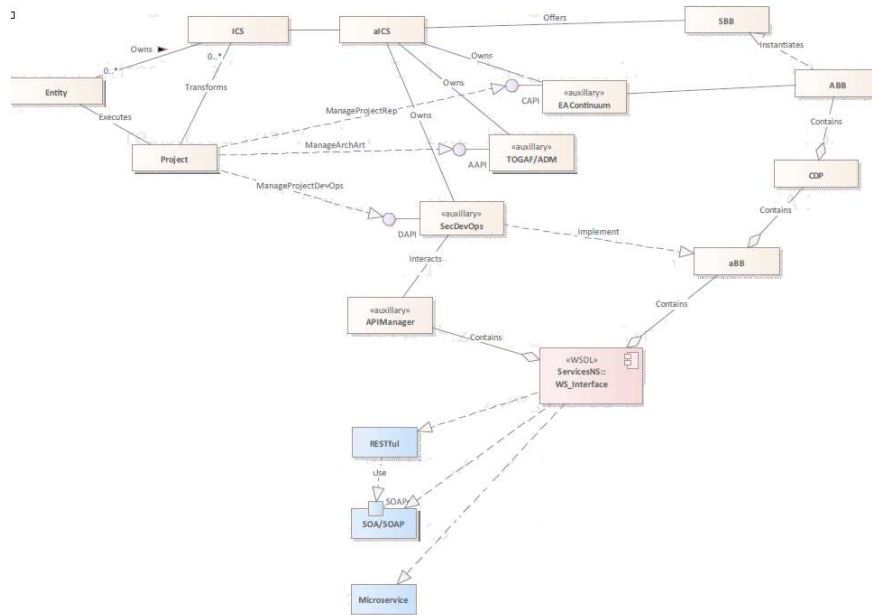 ICS
aICS
Offers
SBB
Owns
0..*
0..*
Instantiates
Entity
Transforms
Owns
«auxillary»
EAContinuum
CAPI
ABB
Executes
ManageProjectRep
Owns
Owns
Contains
Project
ManageArchArt
AAPI
«auxillary»
TOGAF/ADM
CDP
ManageProjectDevOps
DAPI
«auxillary»
SecDevOps
Implement
Contains
Interacts
aBB
«auxillary»
APIManager
Contains
Contains
«WSDL»
ServicesNS
WS_Interface
RESTful
Use
SOAP
SOA/SOAP
Microservice